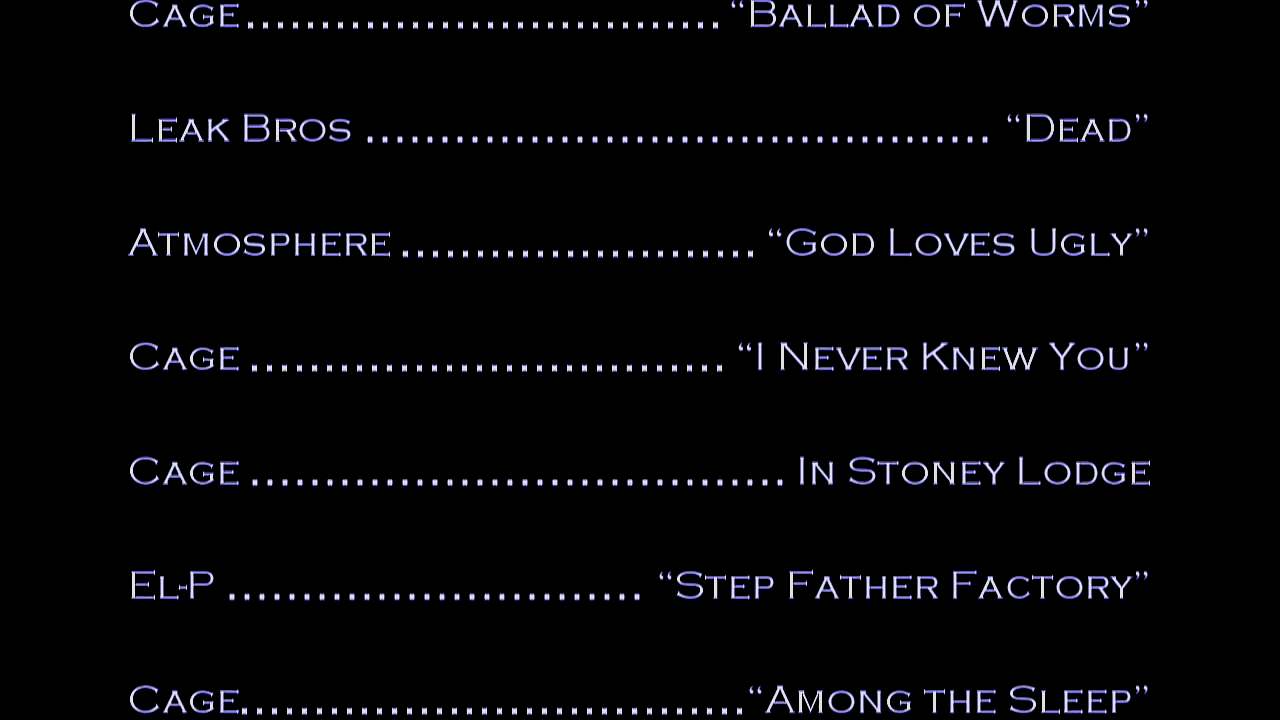 Cage................................ “Ballad of Worms”
Leak Bros .......................................... “Dead”
Atmosphere ........................ “God Loves Ugly”
Cage ................................ “I Never Knew You”
Cage .................................... In Stoney Lodge
El-P ............................ “Step Father Factory”
Cage..................................“Among the Sleep”